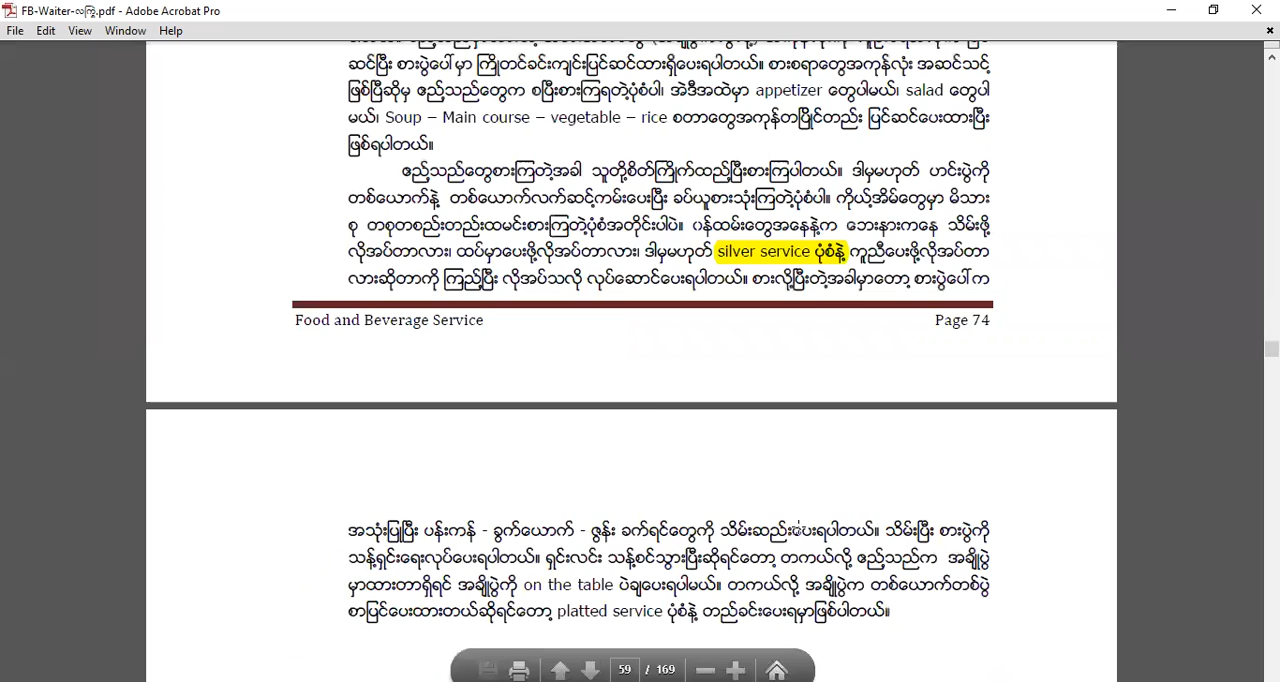 FB-Waiter-လကြွ.pdf - Adobe Acrobat Pro
File Edit View Window Help
ဆင်ပြီး စားပွဲပေါ်မှာ ကြိုတင်ခင်းကျင်းပြင်ဆင်ထားရှိပေးရပါတယ်။ စားစရာတွေအကုန်လုံး အဆင်သင့်
ဖြစ်ပြီဆိုမှ ဧည့်သည်တွေက စပြီးစားကြရတဲ့ပုံစံပါ၊ အဲဒီအထဲမှာ appetizer တွေပါမယ်၊ salad တွေပါ
မယ်၊ Soup – Main course – vegetable – rice စတာတွေအကုန်တပြိုင်တည်း ပြင်ဆင်ပေးထားပြီး
ဖြစ်ရပါတယ်။
ဧည့်သည်တွေစားကြတဲ့အခါ သူတို့စိတ်ကြိုက်ထည့်ပြီးစားကြပါတယ်။ ဒါမှမဟုတ် ဟင်းပွဲကို
တစ်ယောက်နဲ့ တစ်ယောက်လက်ဆင့်ကမ်းပေးပြီး ခပ်ယူစားသုံးကြတဲ့ပုံစံပါ။ ကိုယ့်အိမ်တွေမှာ မိသား
စု တစုတစည်းတည်းထမင်းစားကြတဲ့ပုံစံအတိုင်းပါပဲ။ ဝန်ထမ်းတွေအနေနဲ့က ဘေးနားကနေ သိမ်းဖို့
လိုအပ်တာလား၊ ထပ်မှာပေးဖို့လိုအပ်တာလား၊ ဒါမှမဟုတ် silver service ပုံစံနဲ့ ကူညီပေးဖို့လိုအပ်တာ
လားဆိုတာကို ကြည့်ပြီး လိုအပ်သလို လုပ်ဆောင်ပေးရပါတယ်။ စားလို့ပြီးတဲ့အခါမှာတော့ စားပွဲပေါ်က
Food and Beverage Service Page 74
အသုံးပြုပြီး ပန်းကန် - ခွက်ယောက် - ဇွန်း ခက်ရင်တွေကို သိမ်းဆည်းပေးရပါတယ်။ သိမ်းပြီး စားပွဲကို
သန့်ရှင်းရေးလုပ်ပေးရပါတယ်။ ရှင်းလင်း သန့်စင်သွားပြီးဆိုရင်တော့ တကယ်လို့ ဧည့်သည်က အချိုပွဲ
မှာထားတာရှိရင် အချိုပွဲကို on the table ပဲချပေးရပါမယ်။ တကယ်လို့ အချိုပွဲက တစ်ယောက်တစ်ပွဲ
စာပြင်ပေးထားတယ်ဆိုရင်တော့ platted service ပုံစံနဲ့ တည်ခင်းပေးရမှာဖြစ်ပါတယ်။
59 / 169